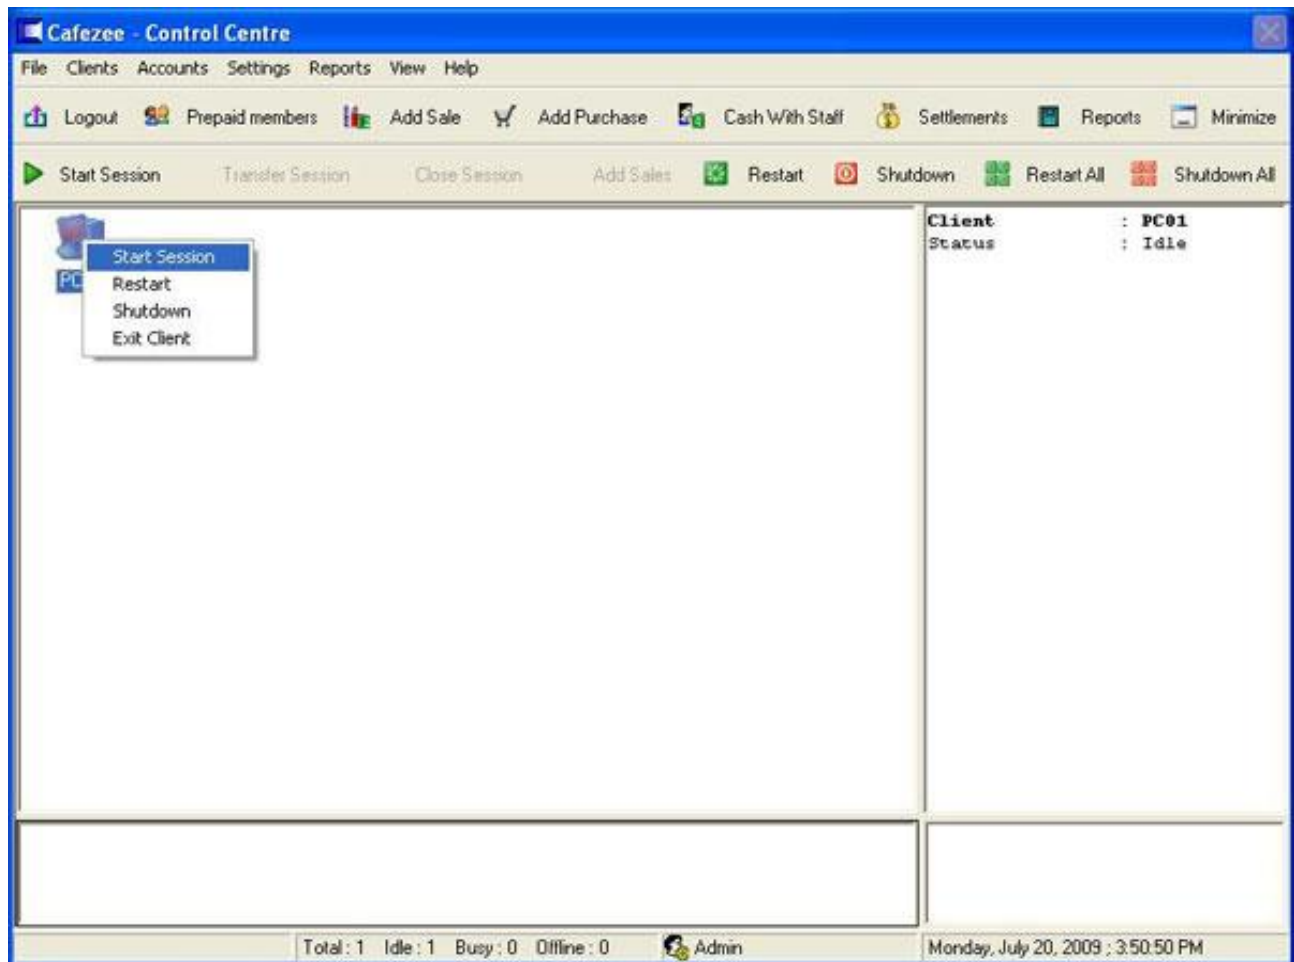 Cafezee - Control Centre
File Clients Accounts Settings Reports View Help
Logout Prepaid members Add Sale Add Purchase Cash With Staff Settlements Reports Minimize
Start Session Transfer Session Close Session Add Sales Restart Shutdown Restart All Shutdown All
Client : PC01
Status : Idle
PC
Start Session
Restart
Shutdown
Exit Client
Total : 1 Idle : 1 Busy : 0 Offline : 0 Admin Monday, July 20, 2009 ; 3:50:50 PM